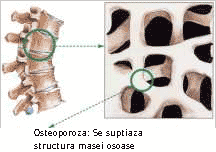 Osteoporoza: Se suptiaza
structura masei osoase